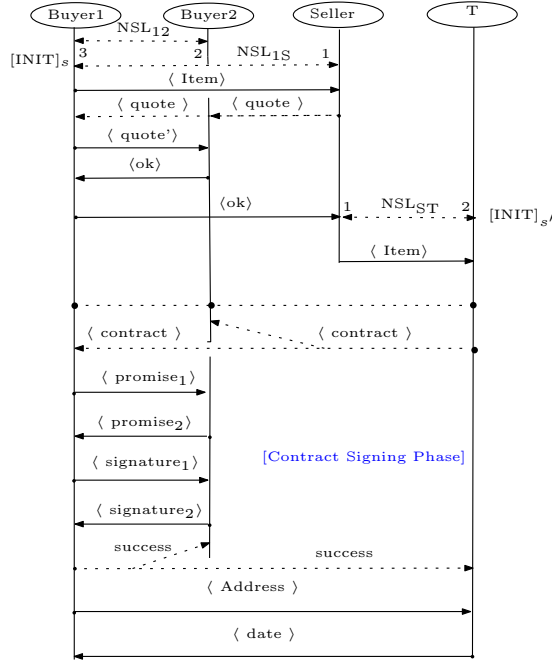 Buyer1 Buyer2 Seller T
NSL12
[INIT]s 3 2 NSL1S 1
⟨ Item⟩
⟨ quote ⟩ ⟨ quote ⟩
⟨ quote'⟩
⟨ok⟩
⟨ok⟩ 1 NSLST 2 [INIT]s′
⟨ Item⟩
⟨ contract ⟩ ⟨ contract ⟩
⟨ promise1⟩
⟨ promise2⟩
[Contract Signing Phase]
⟨ signature1⟩
⟨ signature2⟩
success success
⟨ Address ⟩
⟨ date ⟩